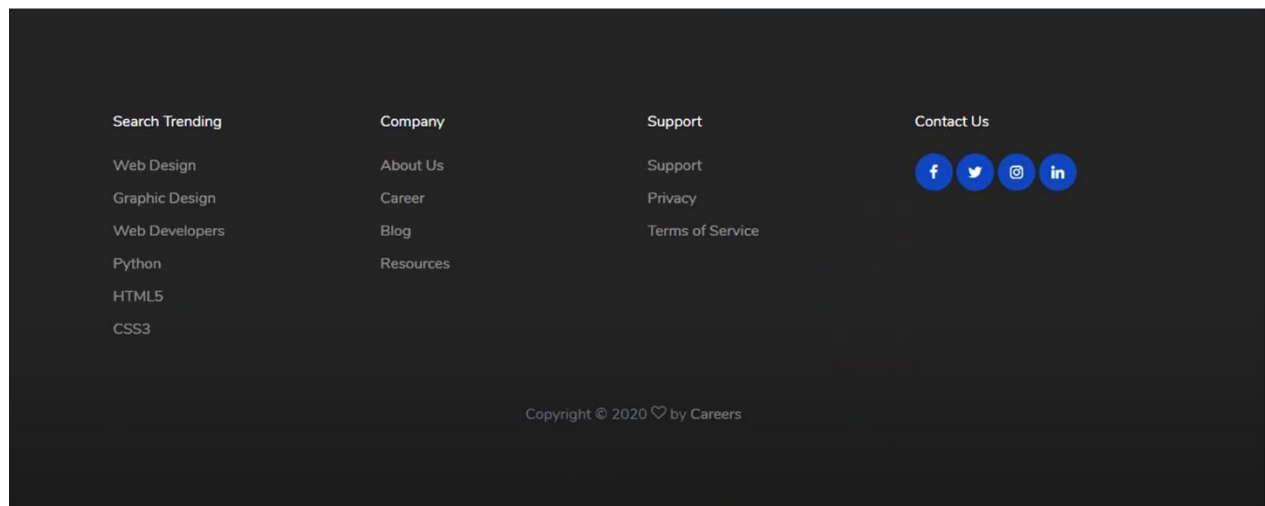 Search Trending
Web Design
Graphic Design
Web Developers
Python
HTML5
CSS3
Company
About Us
Career
Blog
Resources
Support
Support
Privacy
Terms of Service
Contact Us
Copyright © 2020 ♡ by Careers